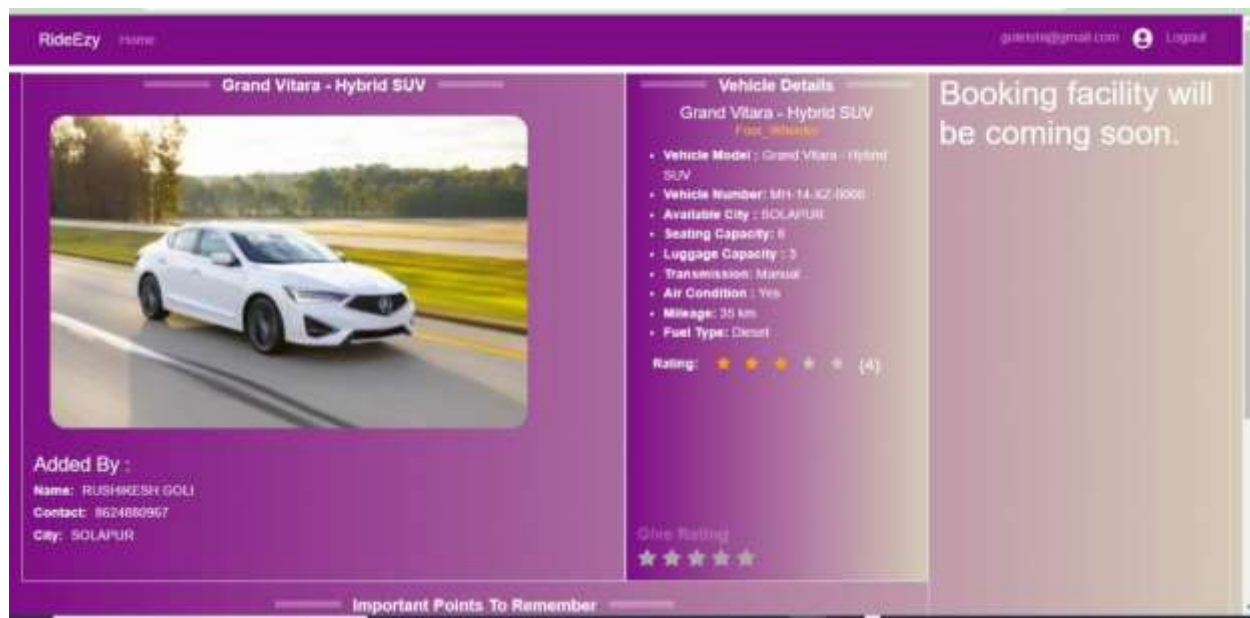 RideEzy Home
Logout
Grand Vitara - Hybrid SUV
Added By :
Name: RUSHIKESH GOLI
Contact: 8624880967
City: SOLAPUR
Vehicle Details
Grand Vitara - Hybrid SUV
Four_Wheeler
Vehicle Model : Grand Vitara - Hybrid
SUV
Vehicle Number: MH-14-XZ-
Available City : SOLAPUR
Seating Capacity:
Luggage Capacity : 3
Transmission: Manual
Air Condition : Yes
Mileage: 35 km
Fuel Type: Diesel
Rating: (4)
Give Rating
Booking facility will
be coming soon.
Important Points To Remember